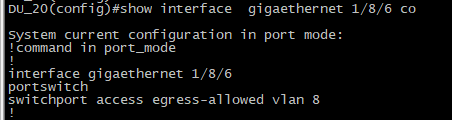 DU_20(config)#show interface  gigaethernet 1/8/6 co
System current configuration in port mode:
!command in port_mode
!
interface gigaethernet 1/8/6
portswitch
switchport access egress-allowed vlan 8
!